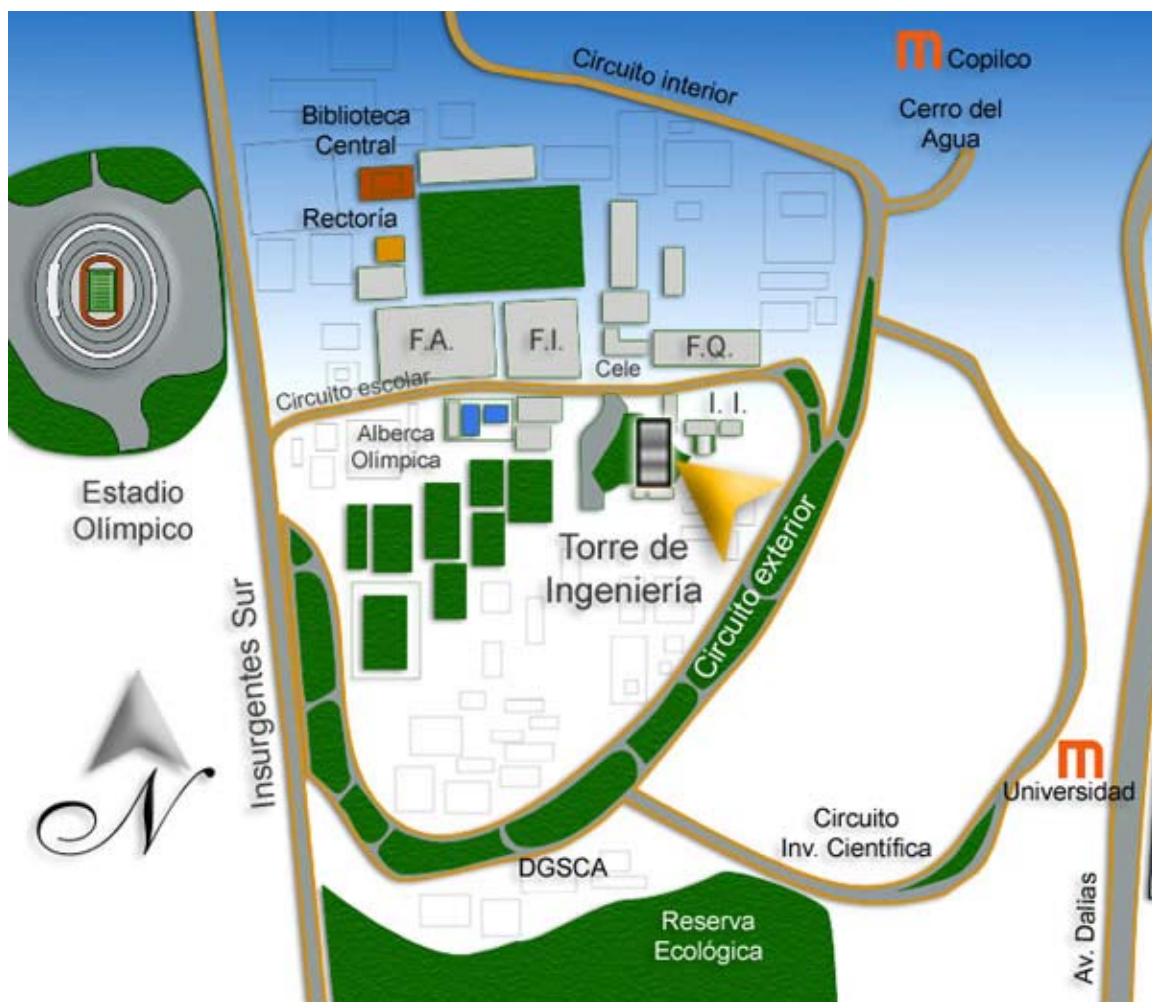 Circuito interior
Copilco
Cerro del
Agua
Biblioteca
Central
Rectoría
F.A.
F.I.
F.Q.
Cele
Circuito escolar
I. I.
Alberca
Olímpica
Estadio
Olímpico
Torre de
Ingeniería
Circuito exterior
Insurgentes Sur
N
Universidad
Circuito
Inv. Científica
DGSCA
Reserva
Ecológica
Av. Dalias